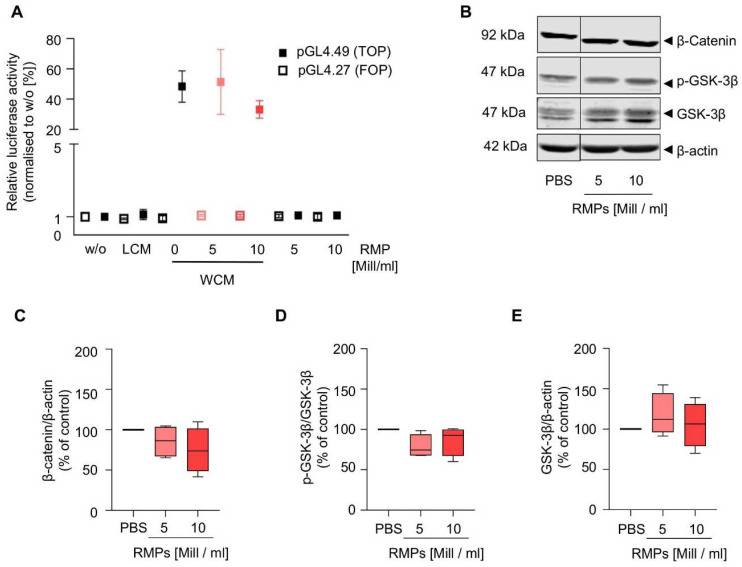 A
Relative luciferase activity
(normalised to w/o [%])
80
60
40
20
5
1
pGL4.49 (TOP)
pGL4.27 (FOP)
w/o LCM 0 5 10 5 10 RMP
[Mill/ml]
WCM
B
92 kDa
47 kDa
47 kDa
42 kDa
β-Catenin
p-GSK-3β
GSK-3β
β-actin
PBS 5 10
RMPs [Mill / ml]
C
β-catenin/β-actin
(% of control)
200
150
100
50
0
PBS 5 10
RMPs [Mill / ml]
D
p-GSK-3β/GSK-3β
(% of control)
200
150
100
50
0
PBS 5 10
RMPs [Mill / ml]
E
GSK-3β/β-actin
(% of control)
200
150
100
50
0
PBS 5 10
RMPs [Mill / ml]